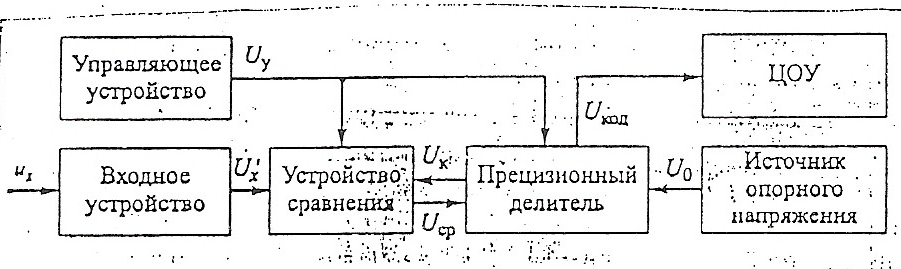 Управляющее
устройство
U_у
ЦОУ
U_код
u_x
Входное
устройство
U'_x
Устройство
сравнения
U_к
U_ср
Прецизионный
делитель
U_0
Источник
опорного
напряжения